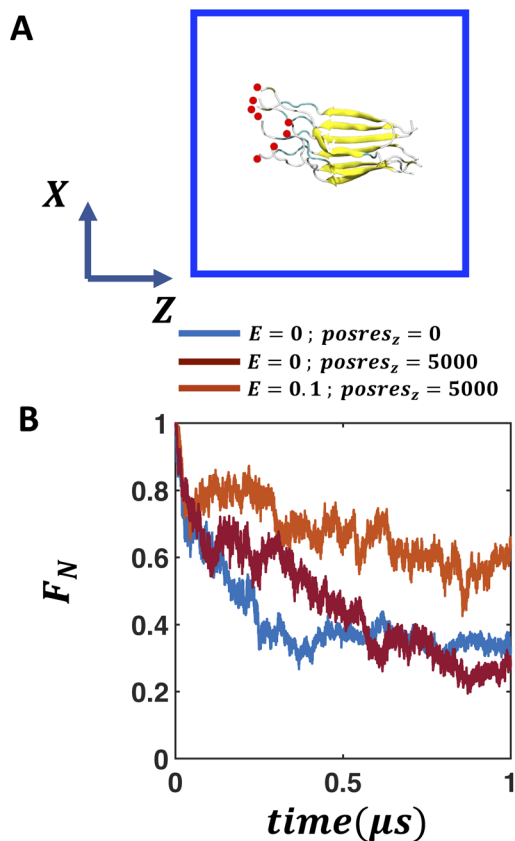 A
X
Z
E = 0 ; posres_z = 0
E = 0 ; posres_z = 5000
E = 0.1 ; posres_z = 5000
B
F_N
1
0.8
0.6
0.4
0.2
0
0 0.5 1
time(μs)